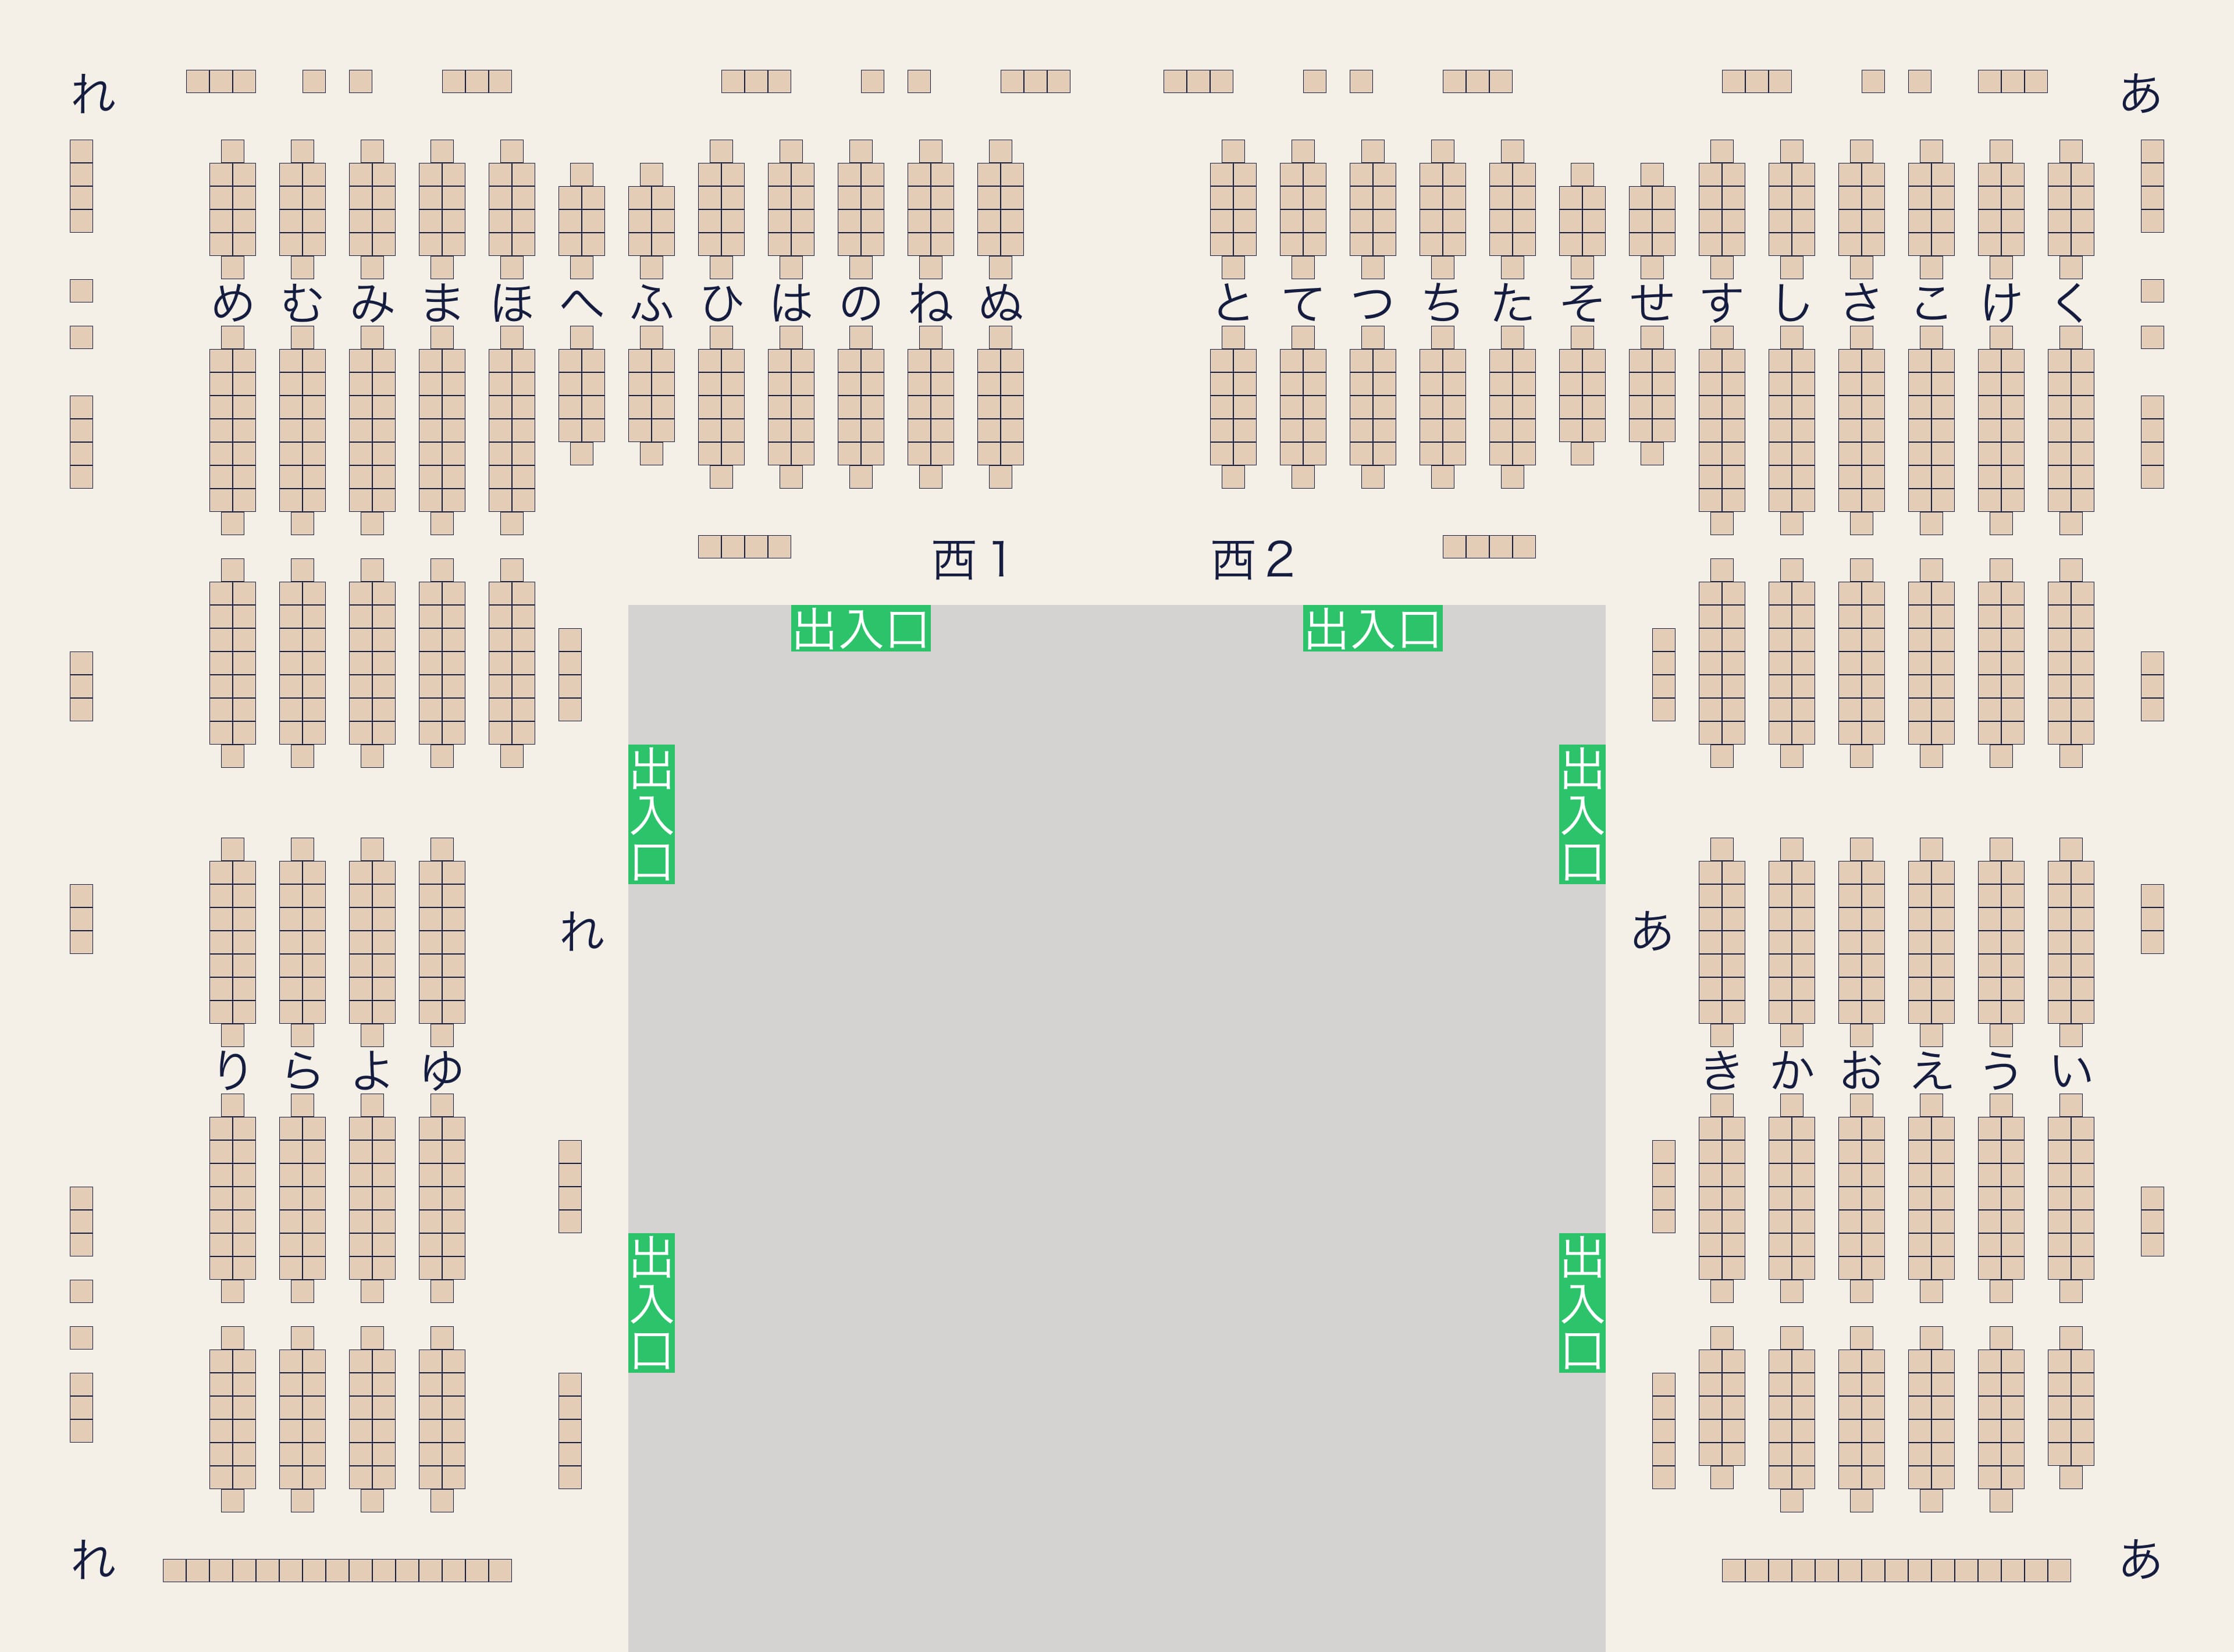 れ
あ
め む み ま ほ へ ふ ひ は の ね ぬ
と て つ ち た そ せ す し さ こ け く
西1
西2
出入口
出入口
出入口
出入口
れ
あ
り ら よ ゆ
き か お え う い
出入口
出入口
れ
あ